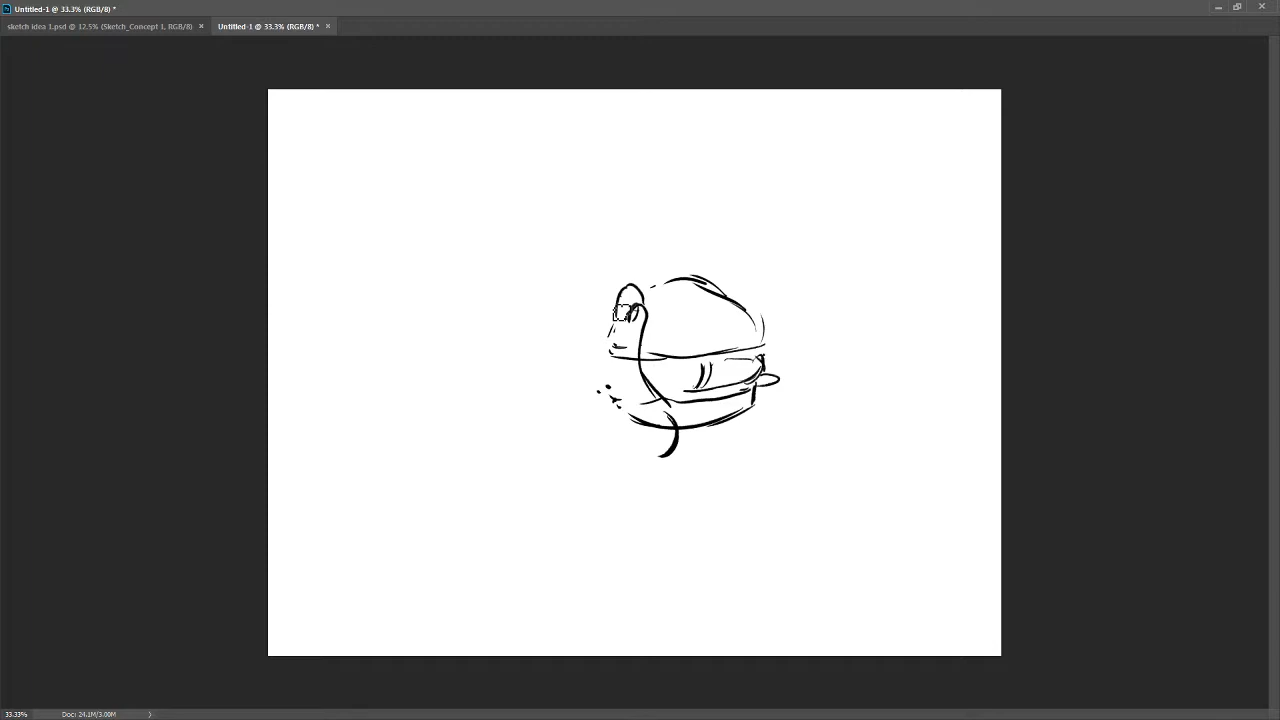 Untitled-1 @ 33.3% (RGB/8) *
sketch idea 1.psd @ 12.5% (Sketch_Concept 1, RGB/8) ×
Untitled-1 @ 33.3% (RGB/8) * ×
33.33%
Doc: 24.1M/3.00M